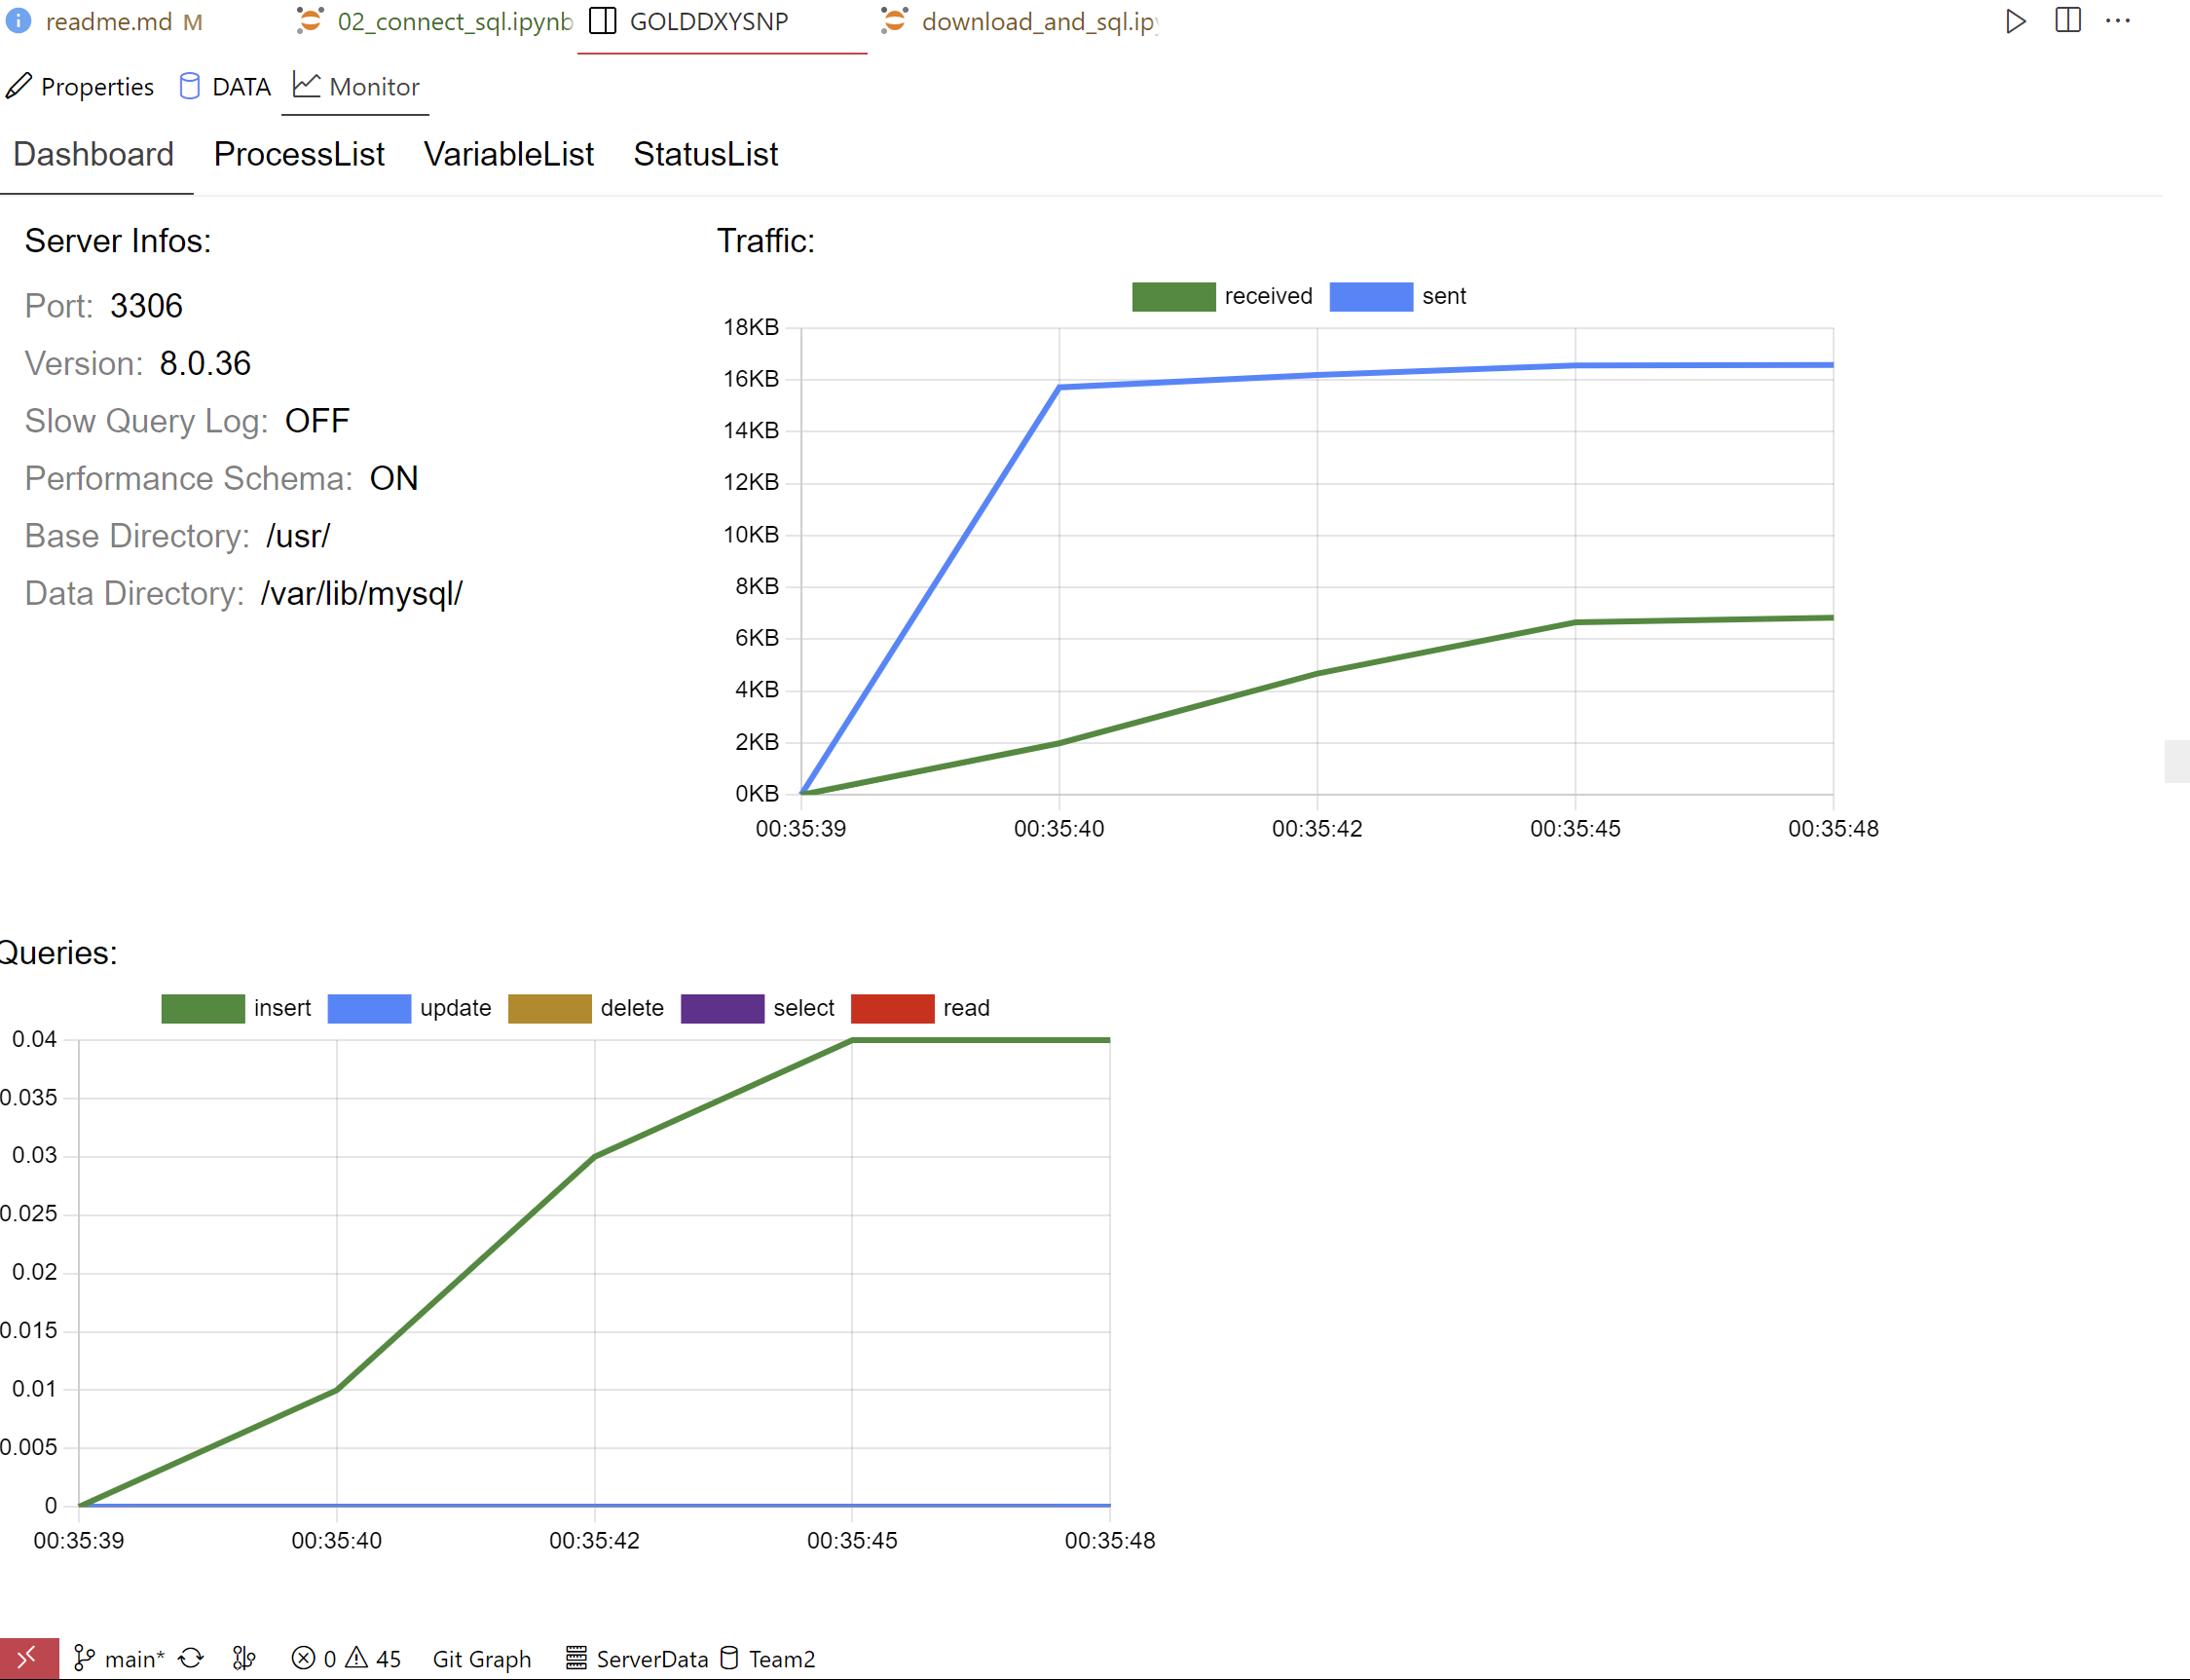 readme.md M 02_connect_sql.ipynb GOLDDXYSNP download_and_sql.ipy
Properties DATA Monitor
Dashboard ProcessList VariableList StatusList
Server Infos:
Port: 3306
Version: 8.0.36
Slow Query Log: OFF
Performance Schema: ON
Base Directory: /usr/
Data Directory: /var/lib/mysql/
Traffic:
received sent
18KB
16KB
14KB
12KB
10KB
8KB
6KB
4KB
2KB
0KB
00:35:39 00:35:40 00:35:42 00:35:45 00:35:48
Queries:
insert update delete select read
0.04
0.035
0.03
0.025
0.02
0.015
0.01
0.005
0
00:35:39 00:35:40 00:35:42 00:35:45 00:35:48
main* 0 45 Git Graph ServerData Team2